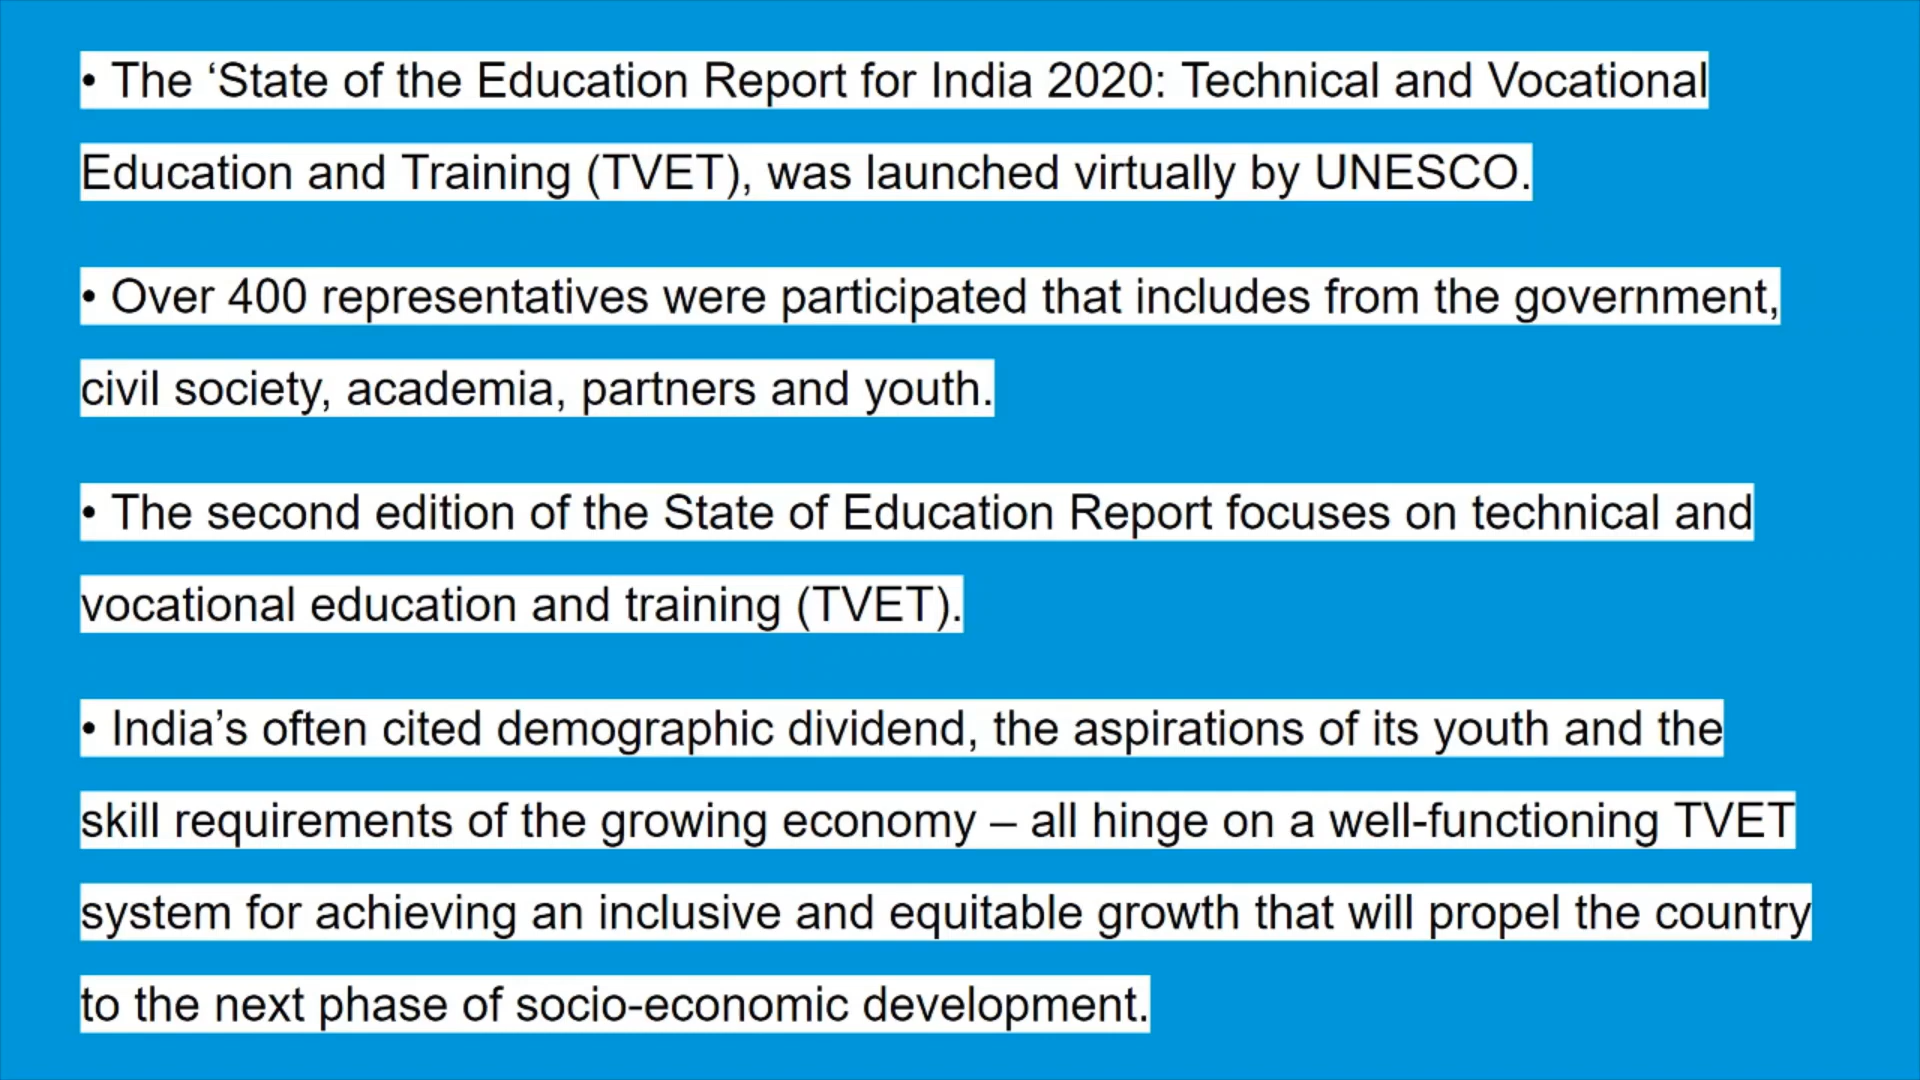 • The ‘State of the Education Report for India 2020: Technical and Vocational
Education and Training (TVET), was launched virtually by UNESCO.
• Over 400 representatives were participated that includes from the government,
civil society, academia, partners and youth.
• The second edition of the State of Education Report focuses on technical and
vocational education and training (TVET).
• India’s often cited demographic dividend, the aspirations of its youth and the
skill requirements of the growing economy – all hinge on a well-functioning TVET
system for achieving an inclusive and equitable growth that will propel the country
to the next phase of socio-economic development.